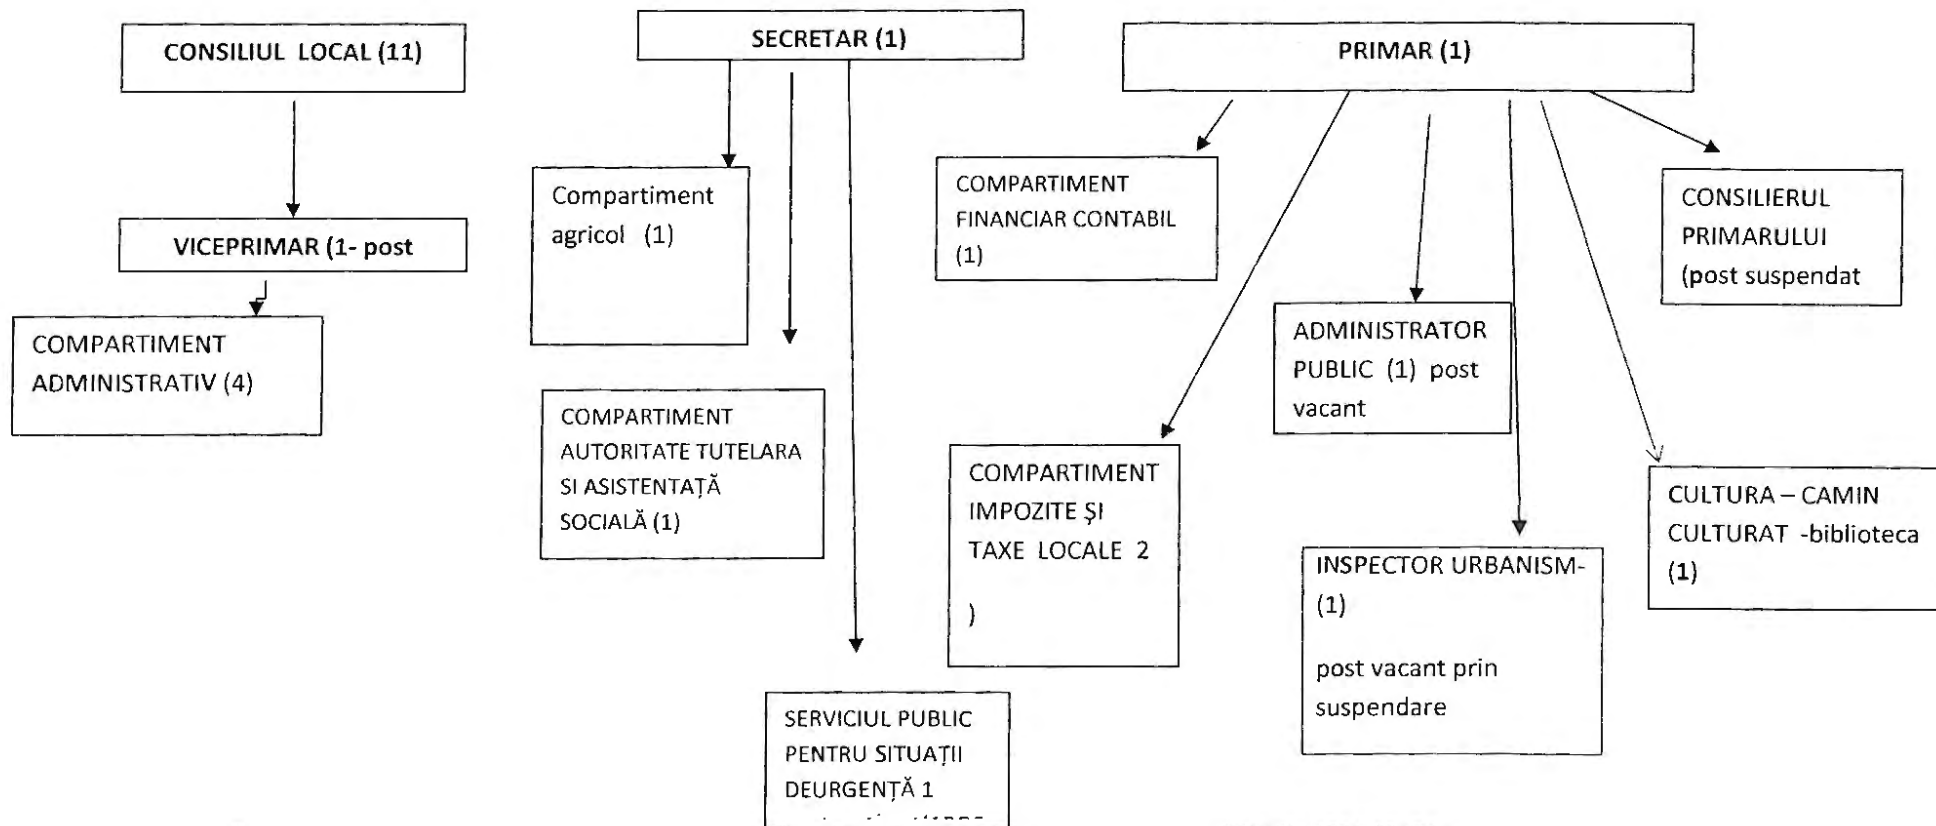 CONSILIUL LOCAL (11)
VICEPRIMAR (1- post
COMPARTIMENT
ADMINISTRATIV (4)
SECRETAR (1)
Compartiment
agricol (1)
COMPARTIMENT
AUTORITATE TUTELARA
SI ASISTENTAȚĂ
SOCIALĂ (1)
SERVICIUL PUBLIC
PENTRU SITUAȚII
DEURGENȚĂ 1
PRIMAR (1)
COMPARTIMENT
FINANCIAR CONTABIL
(1)
COMPARTIMENT
IMPOZITE ŞI
TAXE LOCALE 2
)
ADMINISTRATOR
PUBLIC (1) post
vacant
INSPECTOR URBANISM-
(1)
post vacant prin
suspendare
CONSILIERUL
PRIMARULUI
(post suspendat
CULTURA – CAMIN
CULTURAT -biblioteca
(1)